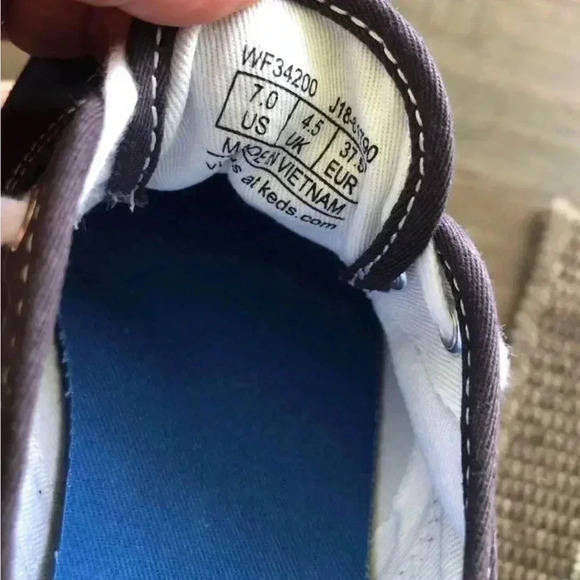 WF34200
7.0 4.5 37.5
US UK EUR
VIETNAM
at keds.com